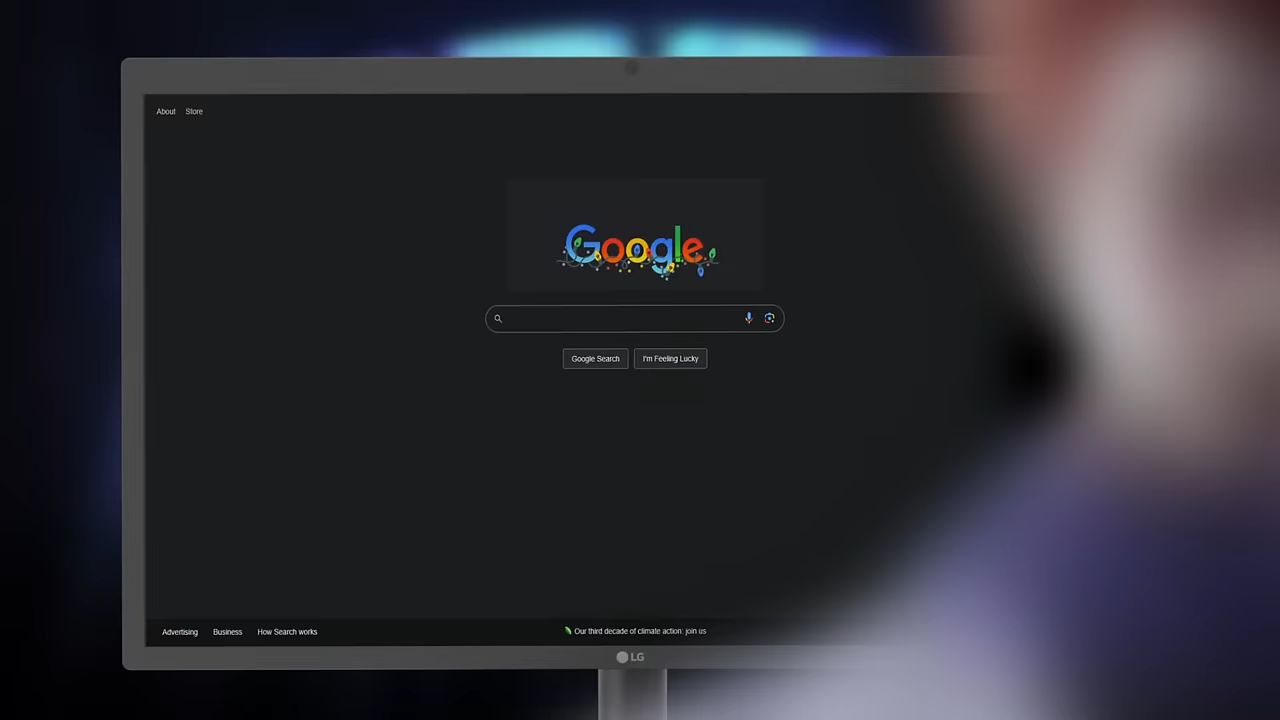 About Store
Google
Google Search I'm Feeling Lucky
Advertising Business How Search works Our third decade of climate action: join us
LG